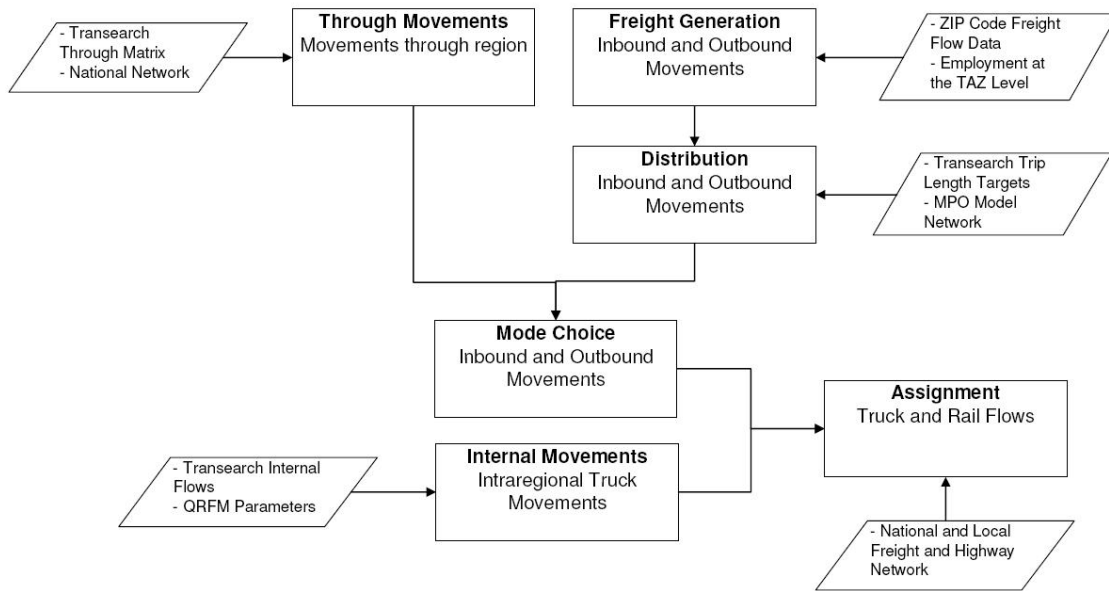 - Transearch
Through Matrix
- National Network
Through Movements
Movements through region
Freight Generation
Inbound and Outbound
Movements
- ZIP Code Freight
Flow Data
- Employment at
the TAZ Level
Distribution
Inbound and Outbound
Movements
- Transearch Trip
Length Targets
- MPO Model
Network
Mode Choice
Inbound and Outbound
Movements
Assignment
Truck and Rail Flows
- Transearch Internal
Flows
- QRFM Parameters
Internal Movements
Intraregional Truck
Movements
- National and Local
Freight and Highway
Network